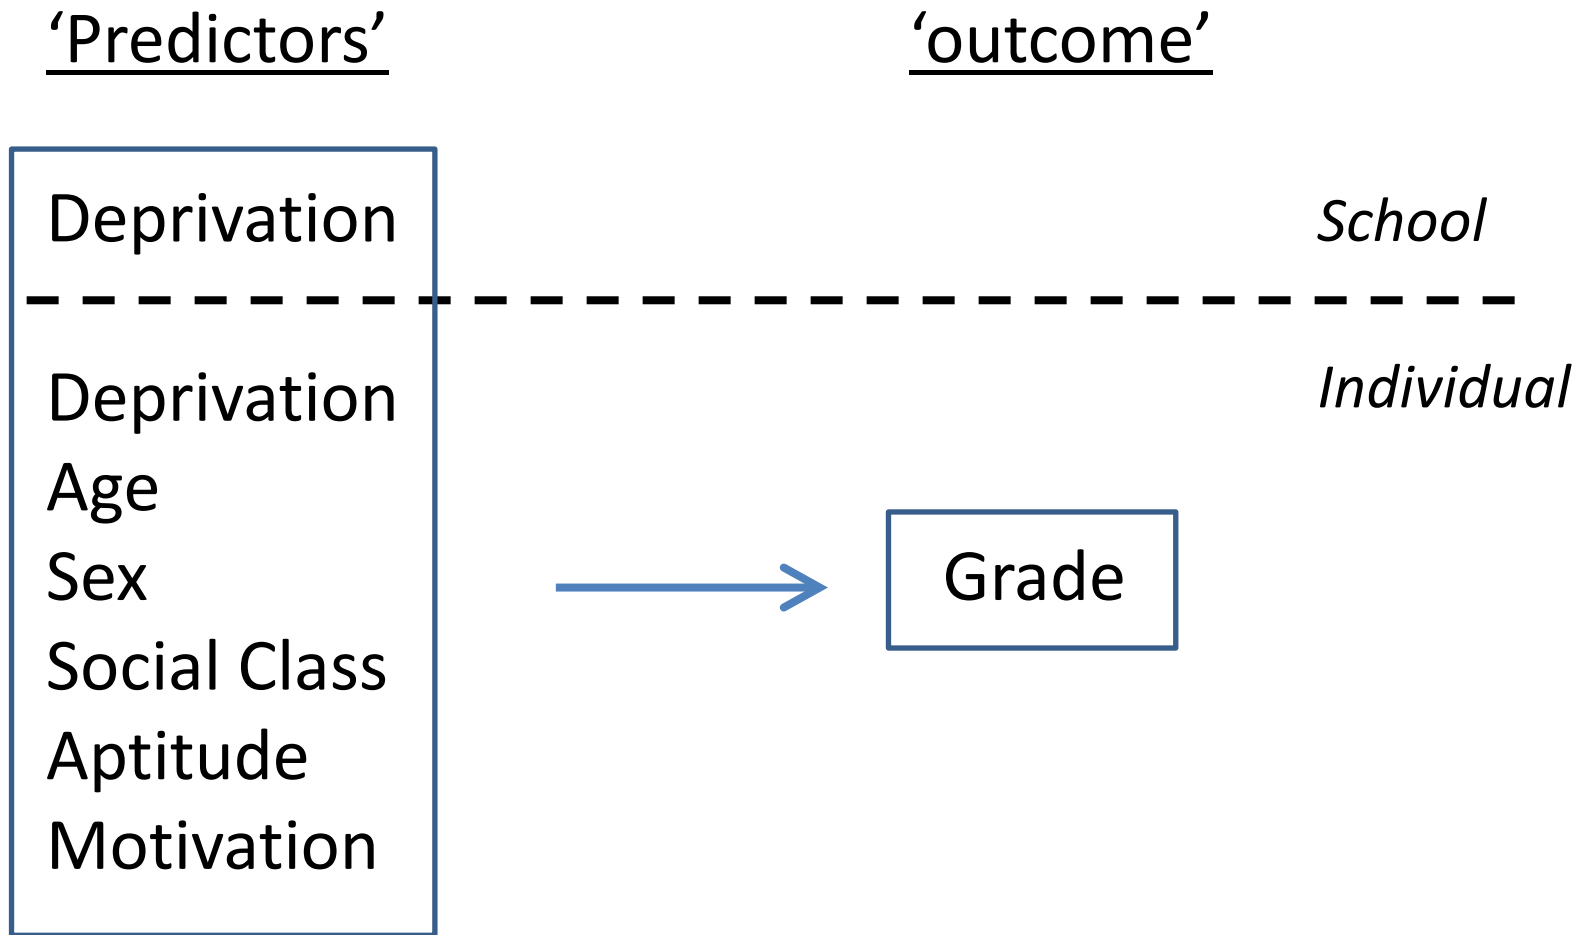 ‘Predictors’ ‘outcome’
Deprivation School
Deprivation Individual
Age
Sex Grade
Social Class
Aptitude
Motivation